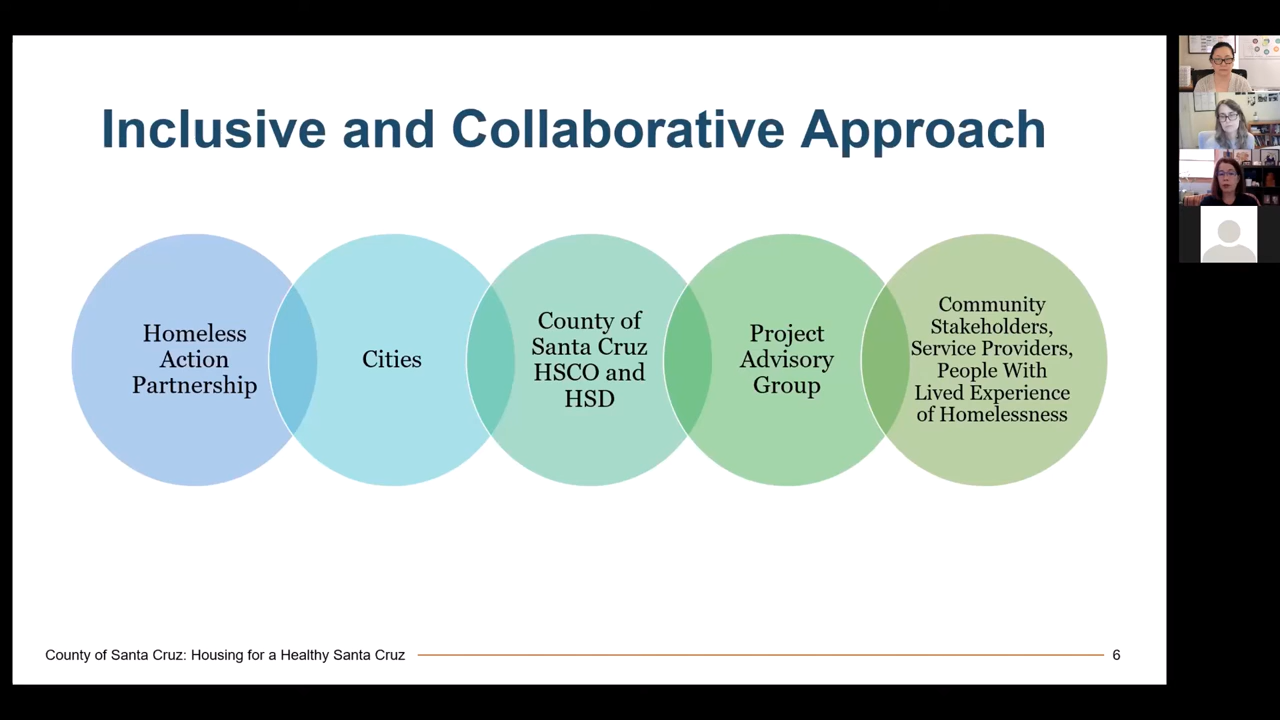 Inclusive and Collaborative Approach
Homeless
Action
Partnership
Cities
County of
Santa Cruz
HSCO and
HSD
Project
Advisory
Group
Community
Stakeholders,
Service Providers,
People With
Lived Experience
of Homelessness
County of Santa Cruz: Housing for a Healthy Santa Cruz
6